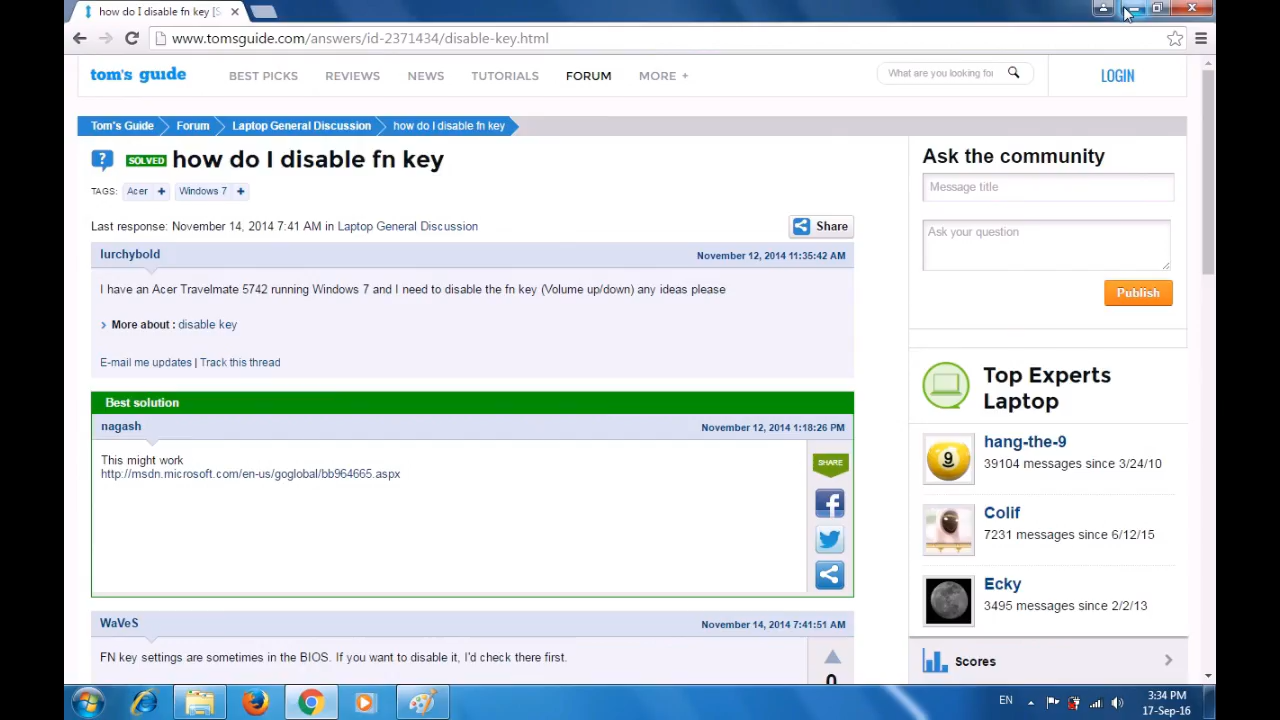 how do I disable fn key [S
www.tomsguide.com/answers/id-2371434/disable-key.html
tom's guide
BEST PICKS
REVIEWS
NEWS
TUTORIALS
FORUM
MORE +
What are you looking for
LOGIN
Tom's Guide
Forum
Laptop General Discussion
how do I disable fn key
SOLVED how do I disable fn key
TAGS: Acer + Windows 7 +
Last response: November 14, 2014 7:41 AM in Laptop General Discussion
Share
lurchybold
November 12, 2014 11:35:42 AM
I have an Acer Travelmate 5742 running Windows 7 and I need to disable the fn key (Volume up/down) any ideas please
More about : disable key
E-mail me updates | Track this thread
Best solution
nagash
November 12, 2014 1:18:26 PM
This might work
http://msdn.microsoft.com/en-us/goglobal/bb964665.aspx
SHARE
WaVeS
November 14, 2014 7:41:51 AM
FN key settings are sometimes in the BIOS. If you want to disable it, I'd check there first.
0
Ask the community
Message title
Ask your question
Publish
Top Experts
Laptop
hang-the-9
39104 messages since 3/24/10
Colif
7231 messages since 6/12/15
Ecky
3495 messages since 2/2/13
Scores
EN
3:34 PM
17-Sep-16